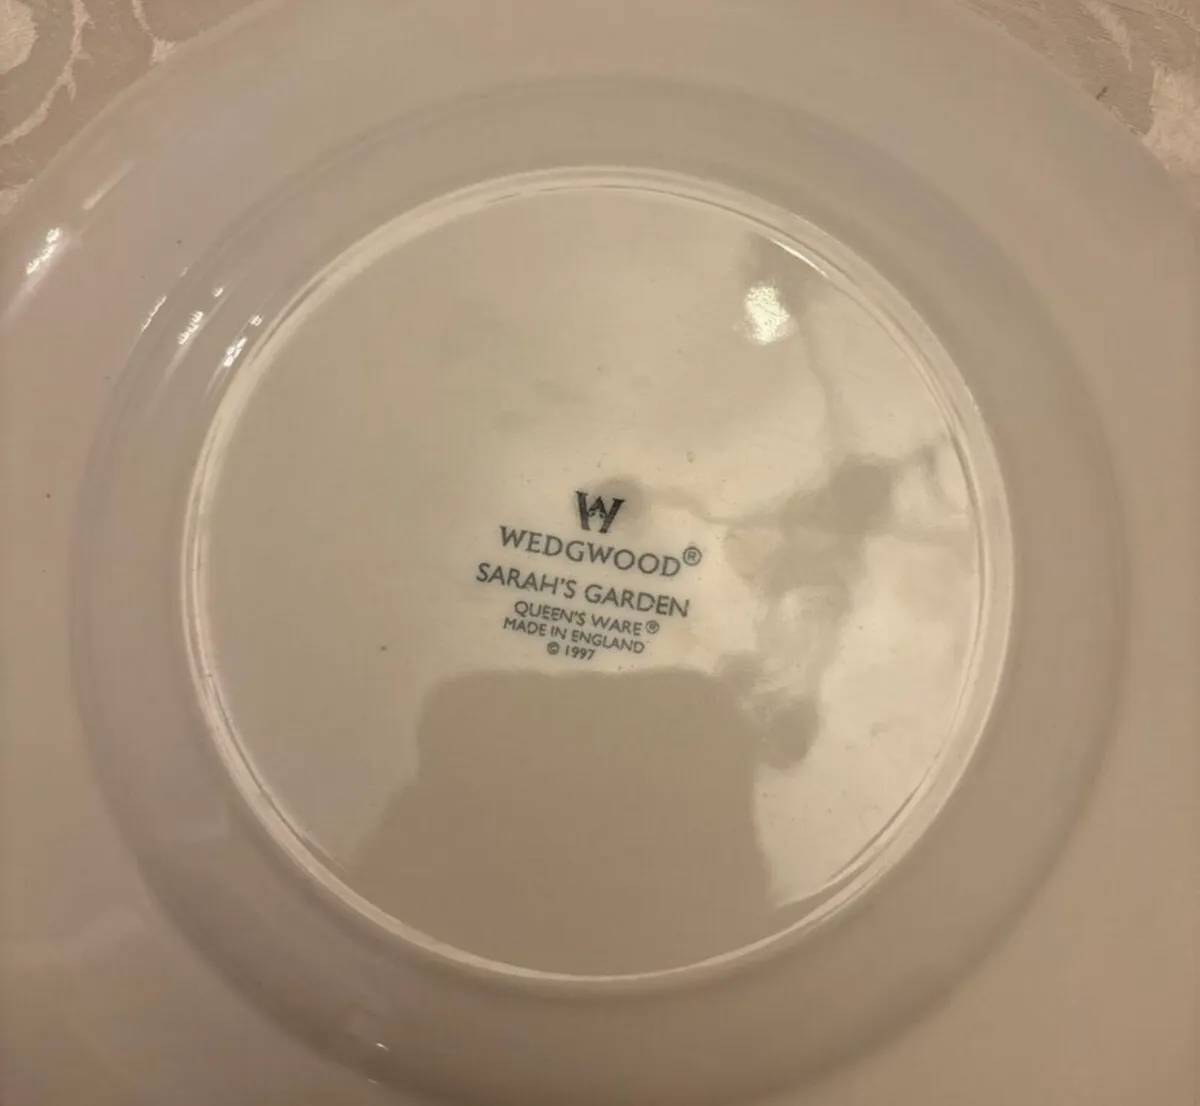 W
WEDGWOOD®
SARAH'S GARDEN
QUEEN'S WARE®
MADE IN ENGLAND
© 1997